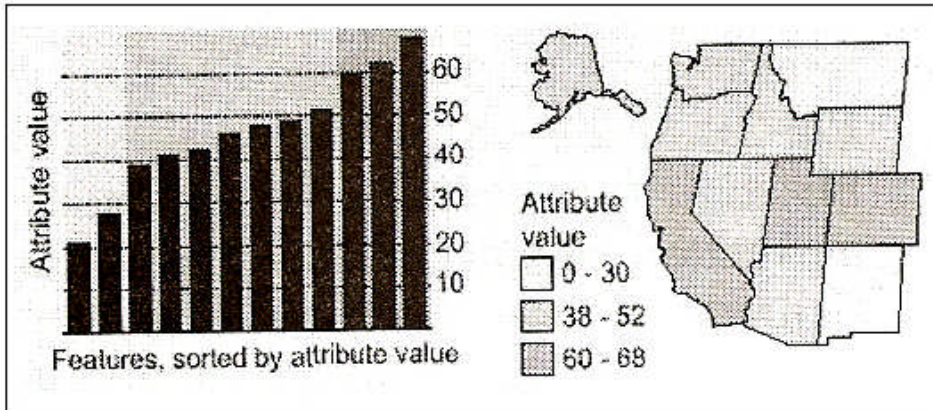 Attribute value
60
50
40
30
20
10
Features, sorted by attribute value
Attribute
value
0 - 30
38 - 52
60 - 68